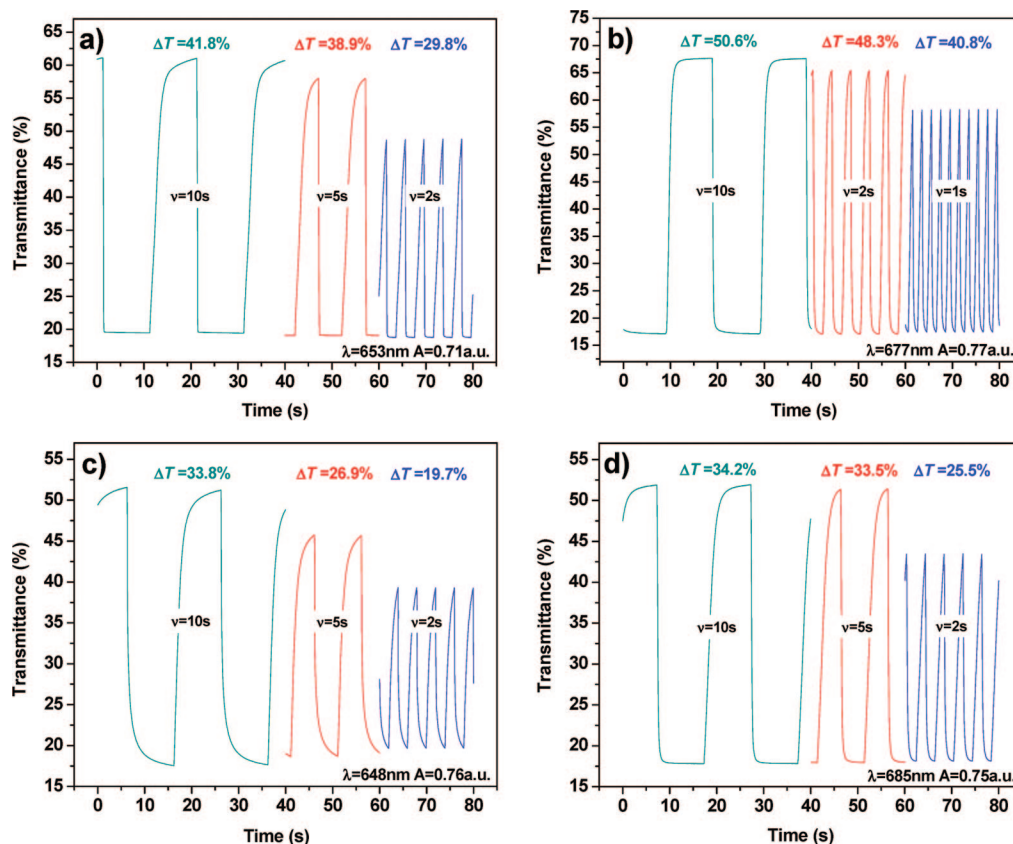 a)
ΔT =41.8% ΔT =38.9% ΔT =29.8%
65
60
55
50
45
40
35
30
25
20
15
Transmittance (%)
ν=10s ν=5s ν=2s
λ=653nm A=0.71a.u.
0 10 20 30 40 50 60 70 80
Time (s)
b)
ΔT =50.6% ΔT =48.3% ΔT =40.8%
75
70
65
60
55
50
45
40
35
30
25
20
15
Transmittance (%)
ν=10s ν=2s ν=1s
λ=677nm A=0.77a.u.
0 10 20 30 40 50 60 70 80
Time (s)
c)
ΔT =33.8% ΔT =26.9% ΔT =19.7%
55
50
45
40
35
30
25
20
15
Transmittance (%)
ν=10s ν=5s ν=2s
λ=648nm A=0.76a.u.
0 10 20 30 40 50 60 70 80
Time (s)
d)
ΔT =34.2% ΔT =33.5% ΔT =25.5%
55
50
45
40
35
30
25
20
15
Transmittance (%)
ν=10s ν=5s ν=2s
λ=685nm A=0.75a.u.
0 10 20 30 40 50 60 70 80
Time (s)